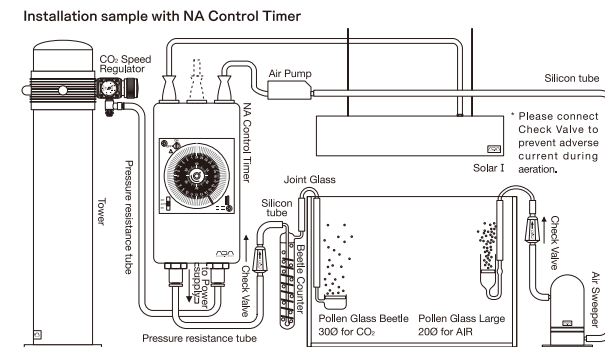 Installation sample with NA Control Timer
CO₂ Speed
Regulator
Air Pump
Silicon tube
NA Control Timer
* Please connect
Check Valve to
prevent adverse
current during
aeration.
Solar I
Pressure resistance tube
Tower
Joint Glass
Silicon
tube
Beetle Counter
Check Valve
to Power
supply
Check Valve
Air Sweeper
Pollen Glass Beetle
30Ø for CO₂
Pollen Glass Large
20Ø for AIR
Pressure resistance tube